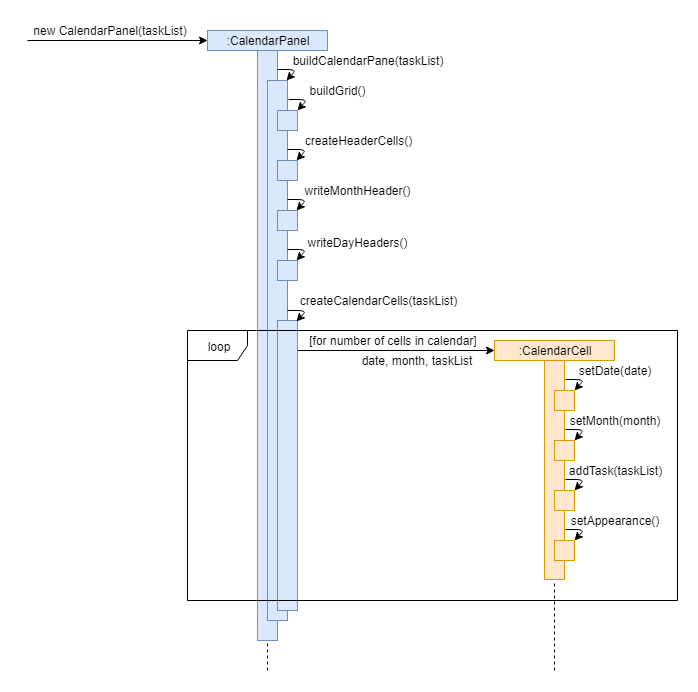 new CalendarPanel(taskList)
:CalendarPanel
buildCalendarPane(taskList)
buildGrid()
createHeaderCells()
writeMonthHeader()
writeDayHeaders()
createCalendarCells(taskList)
loop
[for number of cells in calendar]
date, month, taskList
:CalendarCell
setDate(date)
setMonth(month)
addTask(taskList)
setAppearance()